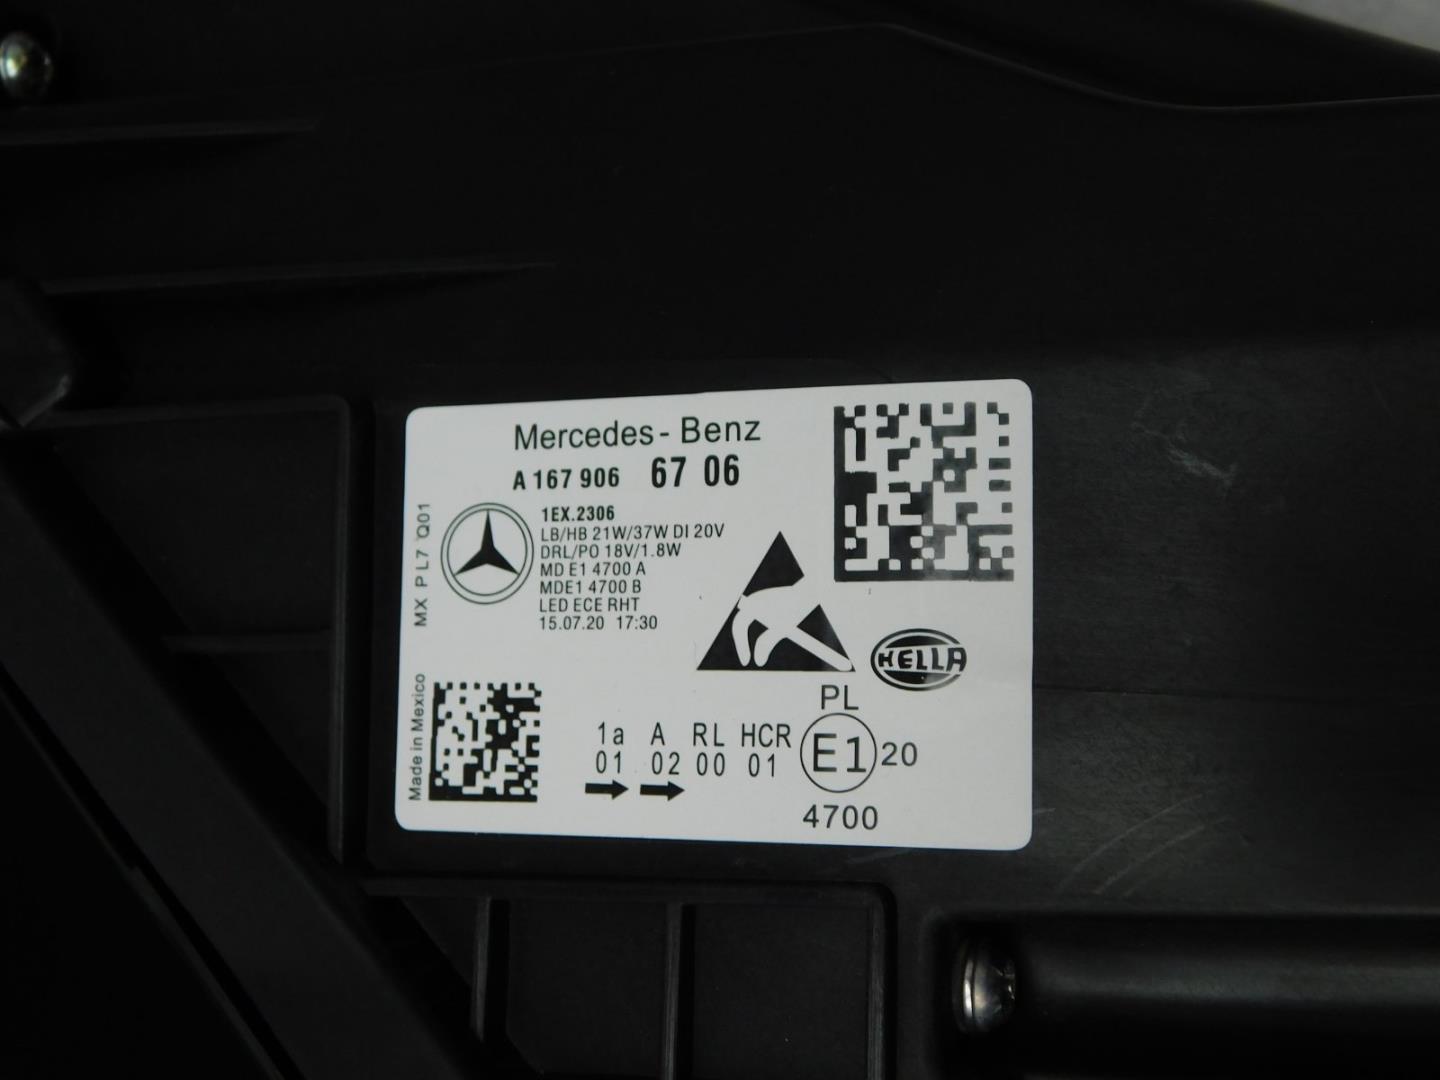 Mercedes-Benz
A 167 906 67 06
1EX.2306
LB/HB 21W/37W DI 20V
DRL/PO 18V/1.8W
MD E1 4700 A
MDE1 4700 B
LED ECE RHT
15.07.20 17:30
MX PL7 Q01
Made in Mexico
HELLA
PL
1a A RL HCR
01 02 00 01
E1 20
4700